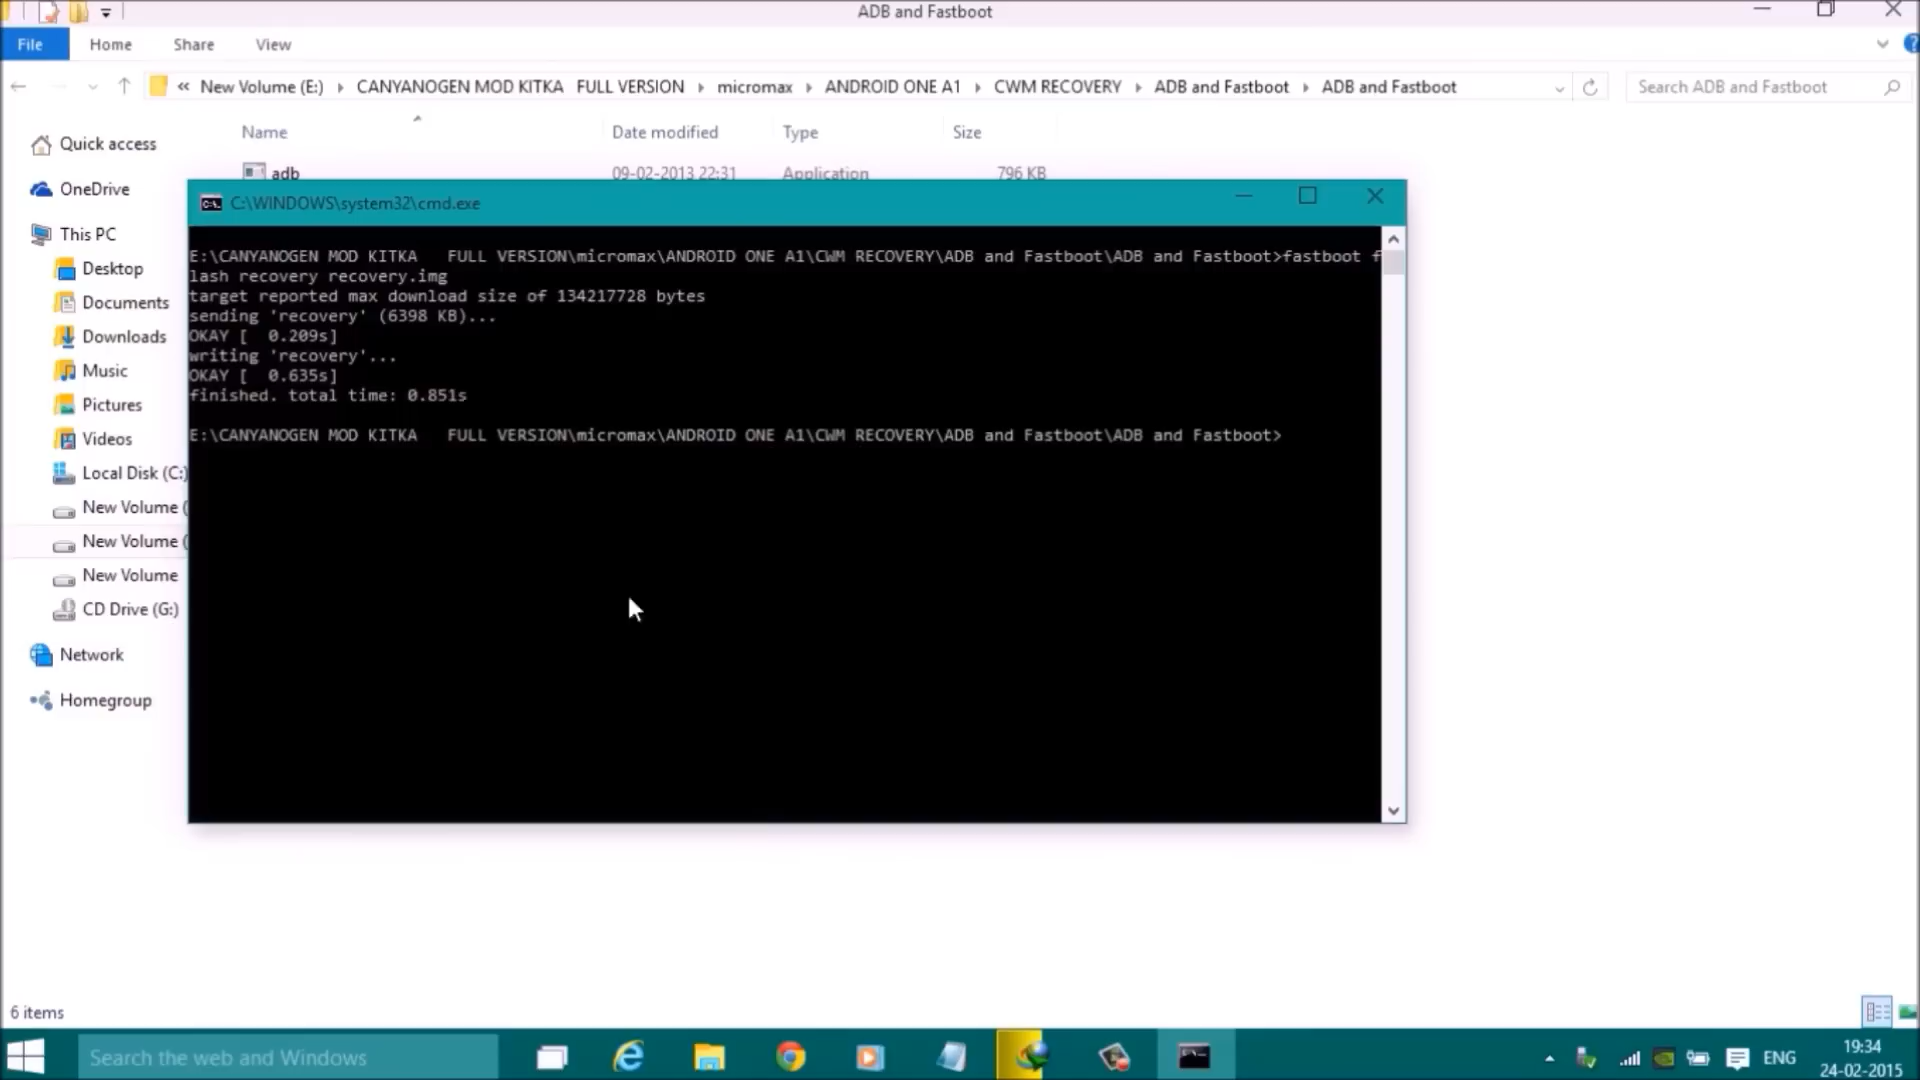 ADB and Fastboot
File Home Share View
« New Volume (E:) CANYANOGEN MOD KITKA FULL VERSION micromax ANDROID ONE A1 CWM RECOVERY ADB and Fastboot ADB and Fastboot Search ADB and Fastboot
Name Date modified Type Size
adb 09-02-2013 22:31 Application 796 KB
Quick access
OneDrive
This PC
Desktop
Documents
Downloads
Music
Pictures
Videos
Local Disk (C:)
New Volume (
New Volume (
New Volume
CD Drive (G:)
Network
Homegroup
C:\WINDOWS\system32\cmd.exe
E:\CANYANOGEN MOD KITKA   FULL VERSION\micromax\ANDROID ONE A1\CWM RECOVERY\ADB and Fastboot\ADB and Fastboot>fastboot f
lash recovery recovery.img
target reported max download size of 134217728 bytes
sending 'recovery' (6398 KB)...
OKAY [  0.209s]
writing 'recovery'...
OKAY [  0.635s]
finished. total time: 0.851s
E:\CANYANOGEN MOD KITKA   FULL VERSION\micromax\ANDROID ONE A1\CWM RECOVERY\ADB and Fastboot\ADB and Fastboot>
6 items
Search the web and Windows
ENG
19:34
24-02-2015